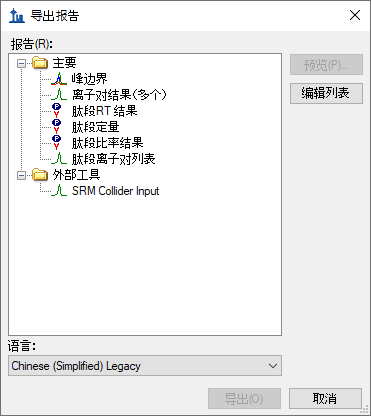 导出报告
报告(R):
主要
峰边界
离子对结果(多个)
肽段RT 结果
肽段定量
肽段比率结果
肽段离子对列表
外部工具
SRM Collider Input
预览(P)...
编辑列表
语言:
Chinese (Simplified) Legacy
导出(O)
取消